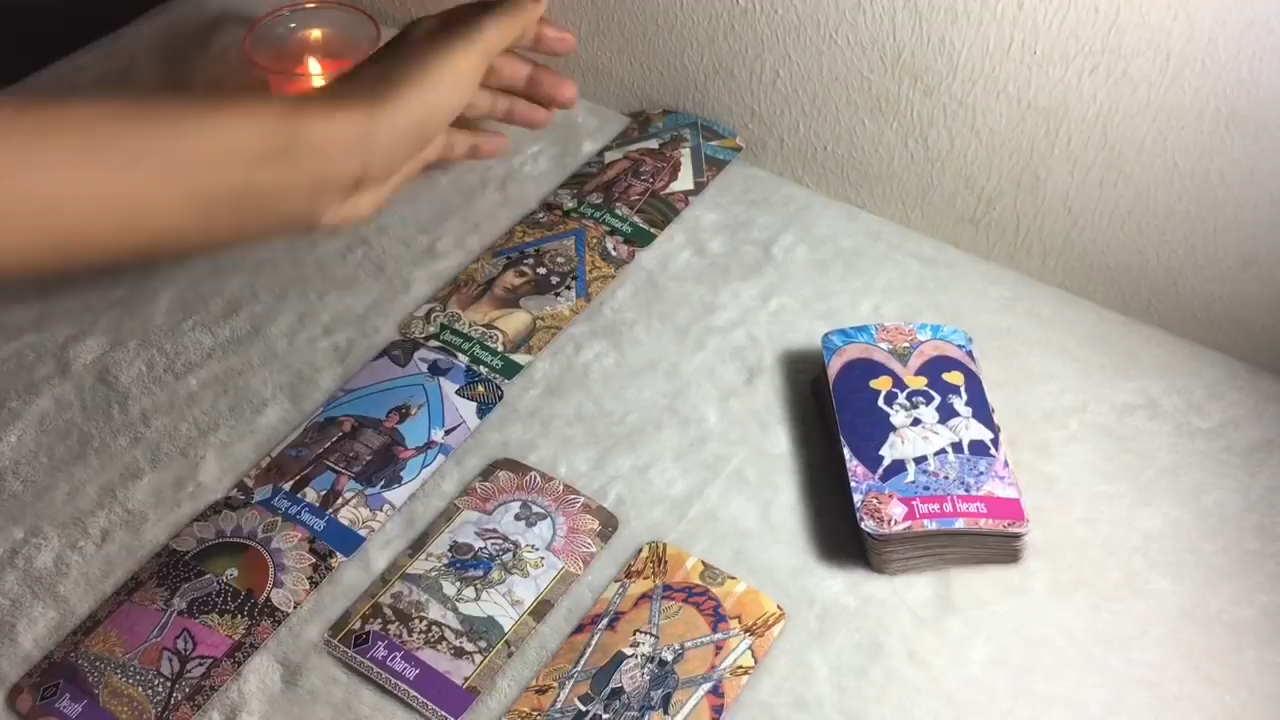 King of Pentacles
Queen of Pentacles
King of Swords
Death
The Chariot
Three of Hearts